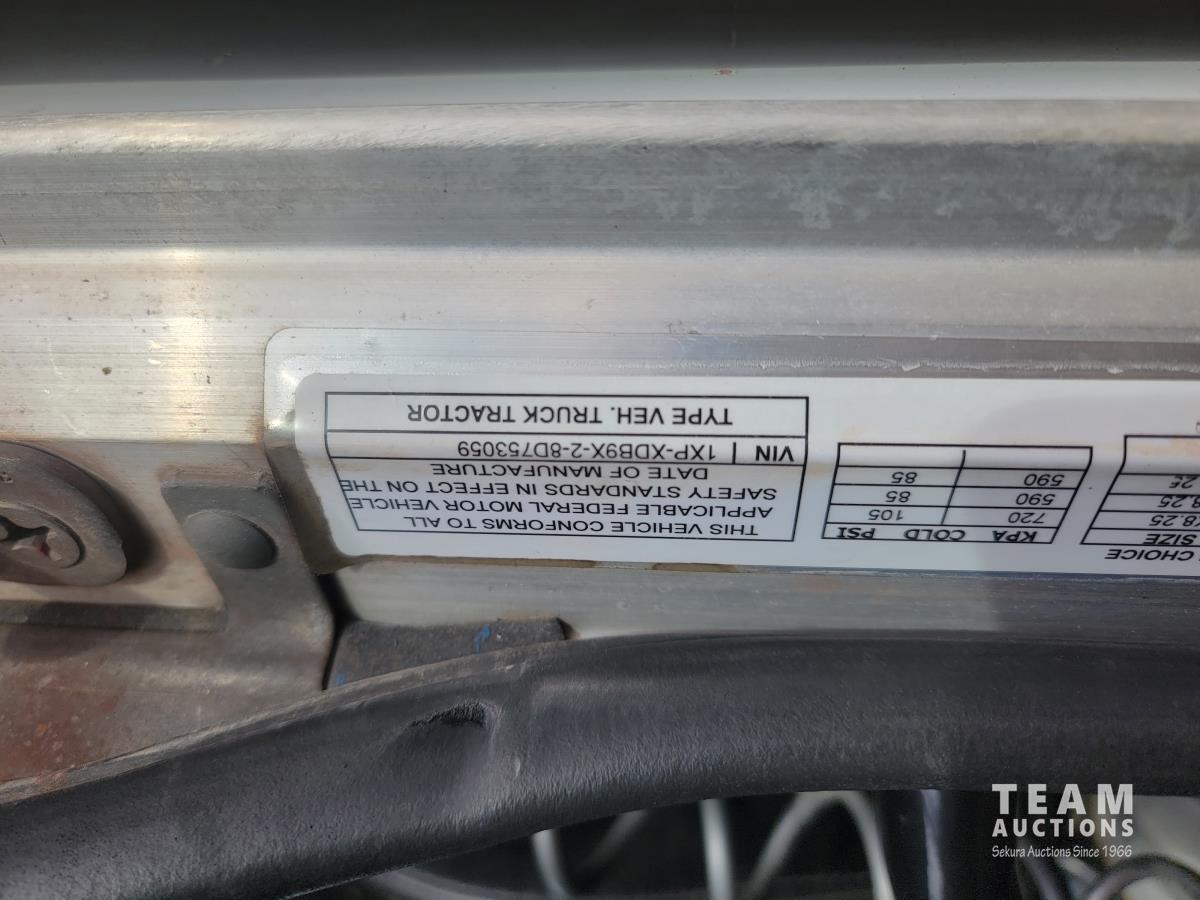 CHOICE
SIZE
8.25
KPA COLD PSI
720 105
590 85
590 85
THIS VEHICLE CONFORMS TO ALL
APPLICABLE FEDERAL MOTOR VEHICLE
SAFETY STANDARDS IN EFFECT ON THE
DATE OF MANUFACTURE
VIN 1XP-XDB9X-2-8D753059
TYPE VEH. TRUCK TRACTOR
TEAM
AUCTIONS
Sekura Auctions Since 1966